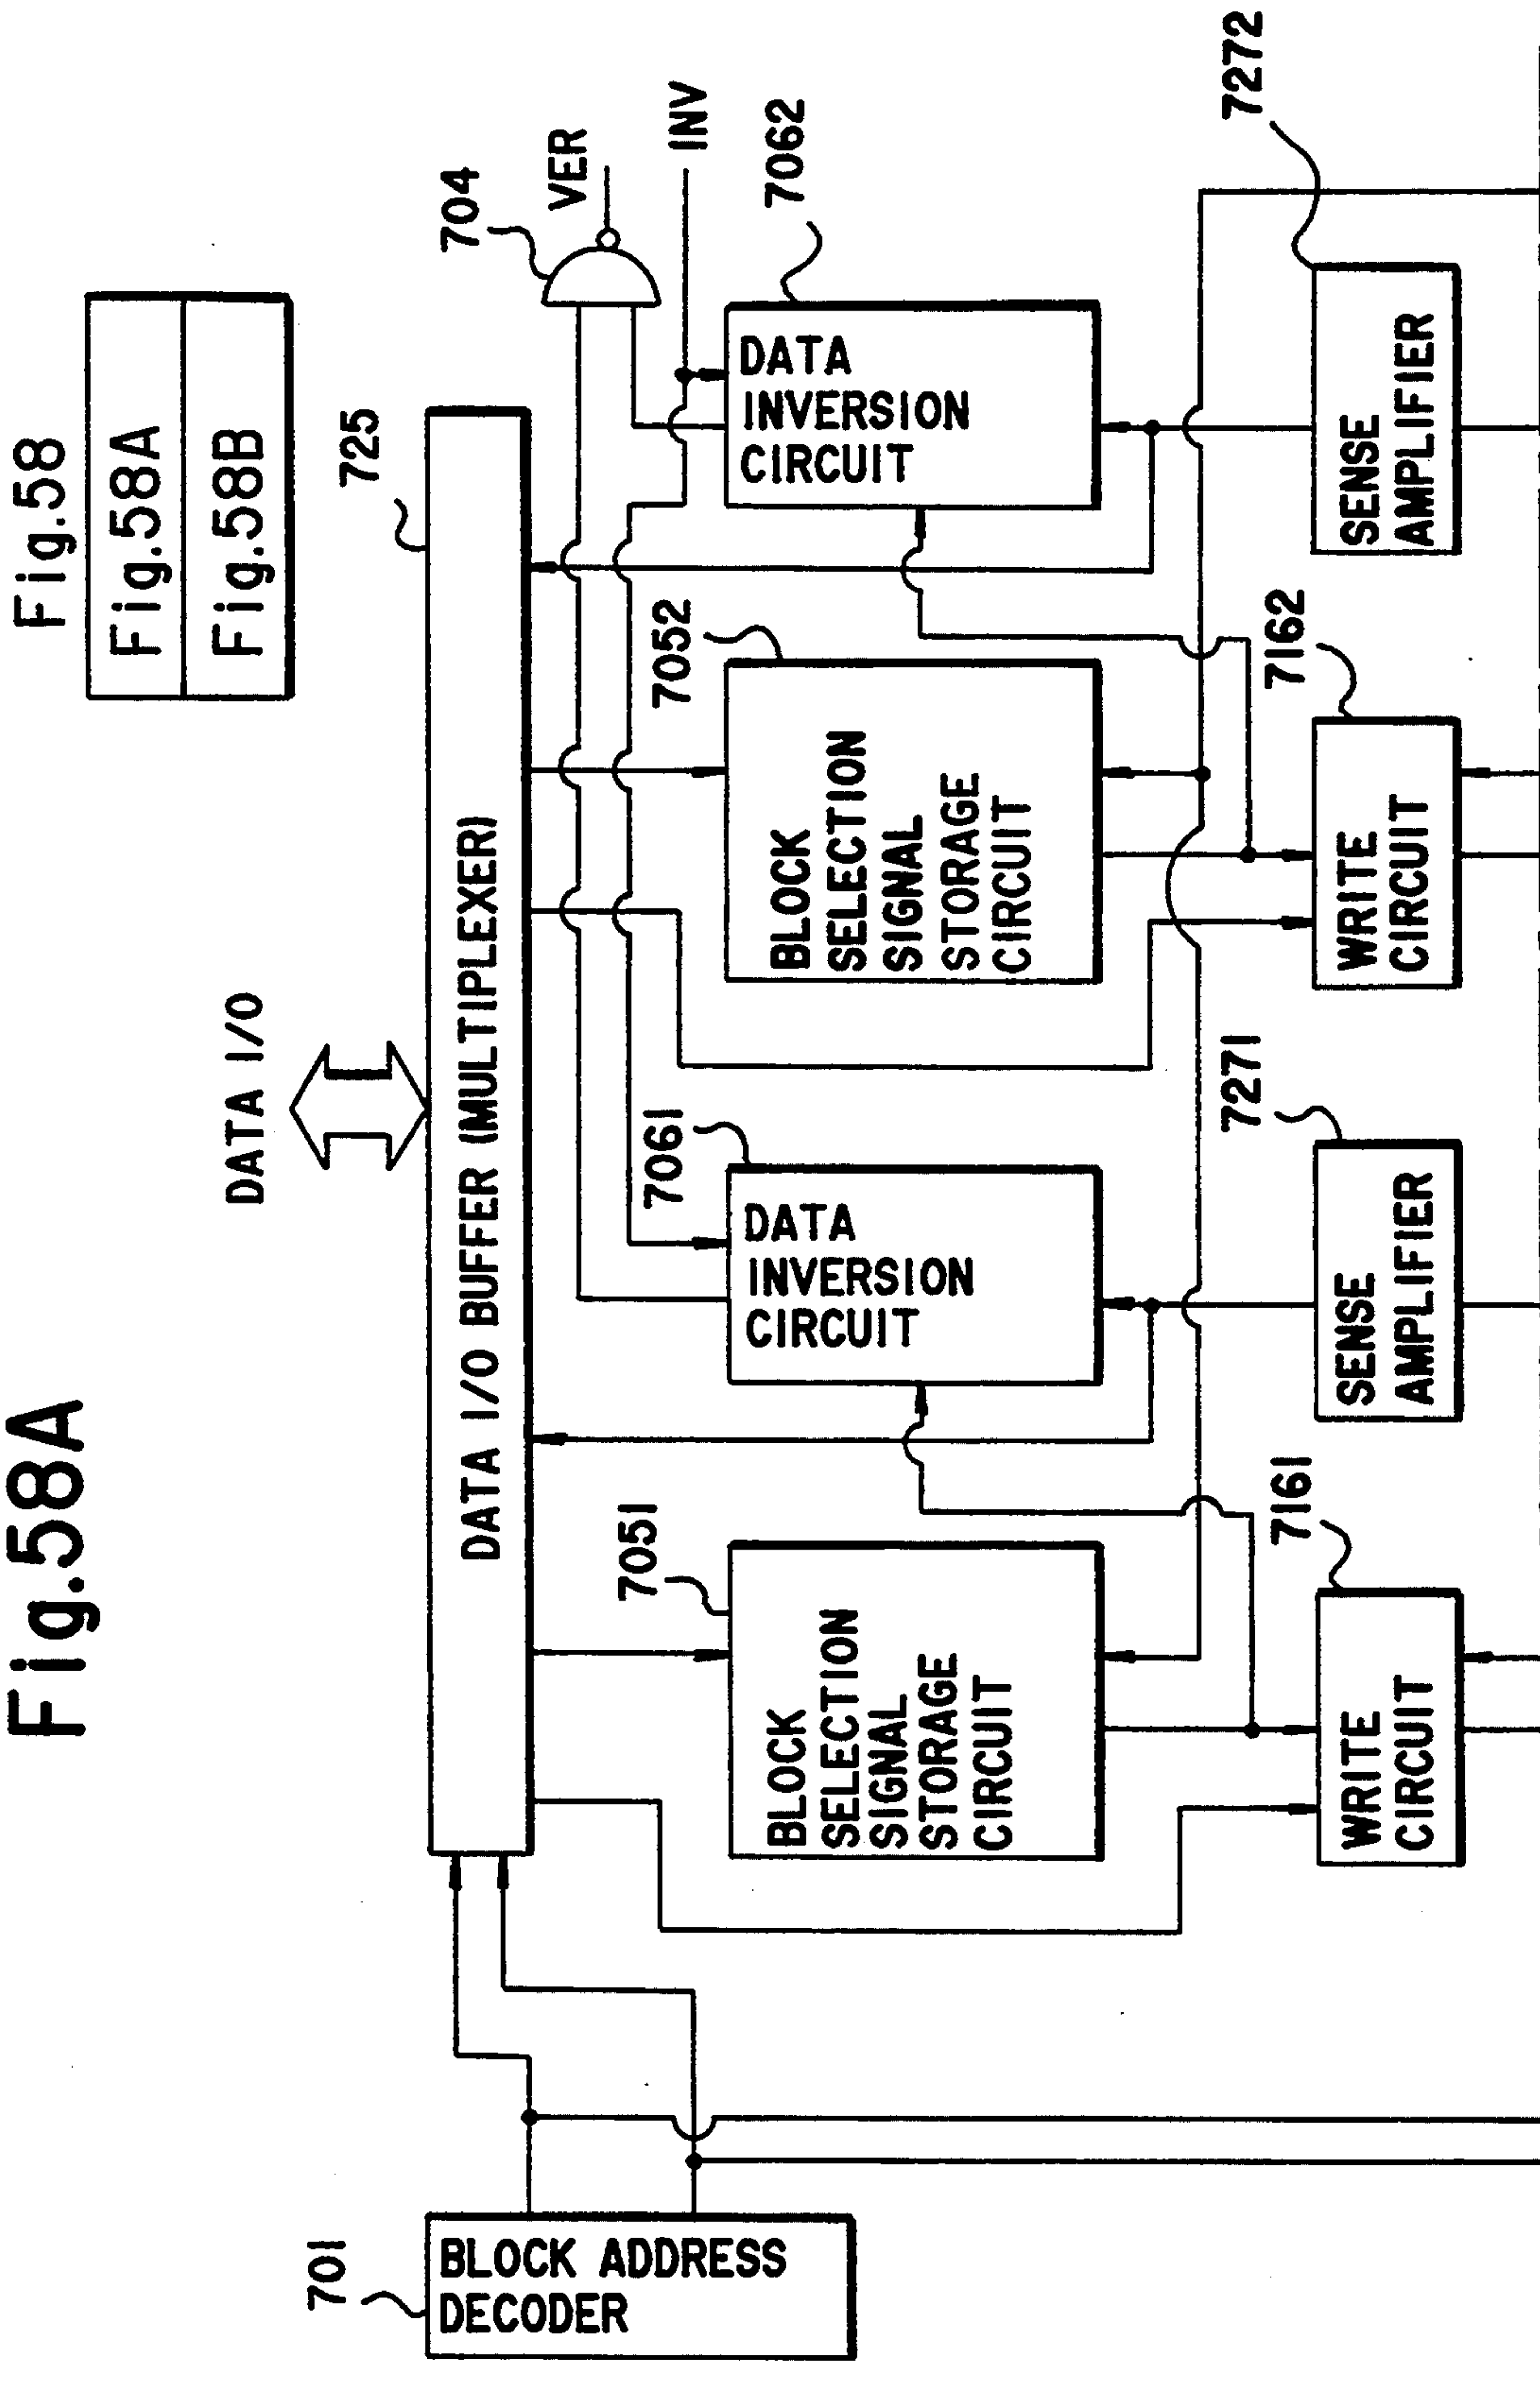 Fig.58A
Fig.58
Fig.58A
Fig.58B
DATA I/O
725
DATA I/O BUFFER (MULTIPLEXER)
704
VER
INV
701
BLOCK ADDRESS
DECODER
7051
BLOCK
SELECTION
SIGNAL
STORAGE
CIRCUIT
7061
DATA
INVERSION
CIRCUIT
7052
BLOCK
SELECTION
SIGNAL
STORAGE
CIRCUIT
7062
DATA
INVERSION
CIRCUIT
7161
WRITE
CIRCUIT
7271
SENSE
AMPLIFIER
7162
WRITE
CIRCUIT
7272
SENSE
AMPLIFIER